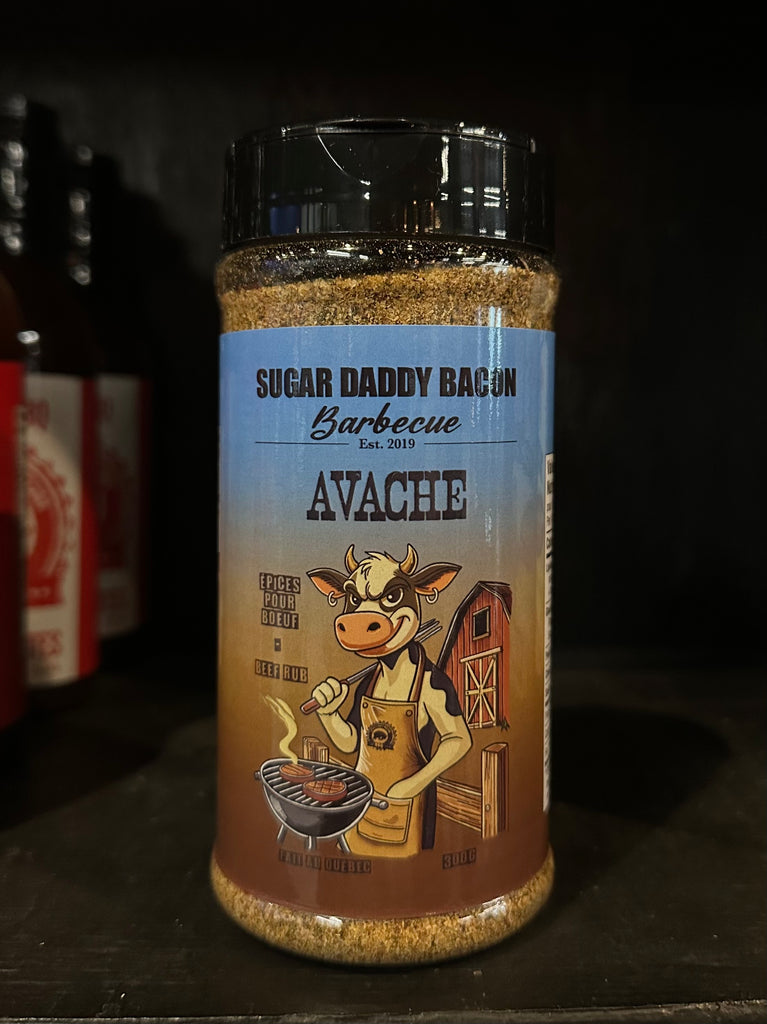 SUGAR DADDY BACON
Barbecue
Est. 2019
AVACHE
ÉPICES
POUR
BOEUF
-
BEEF RUB
FAIT AU QUÉBEC
300G